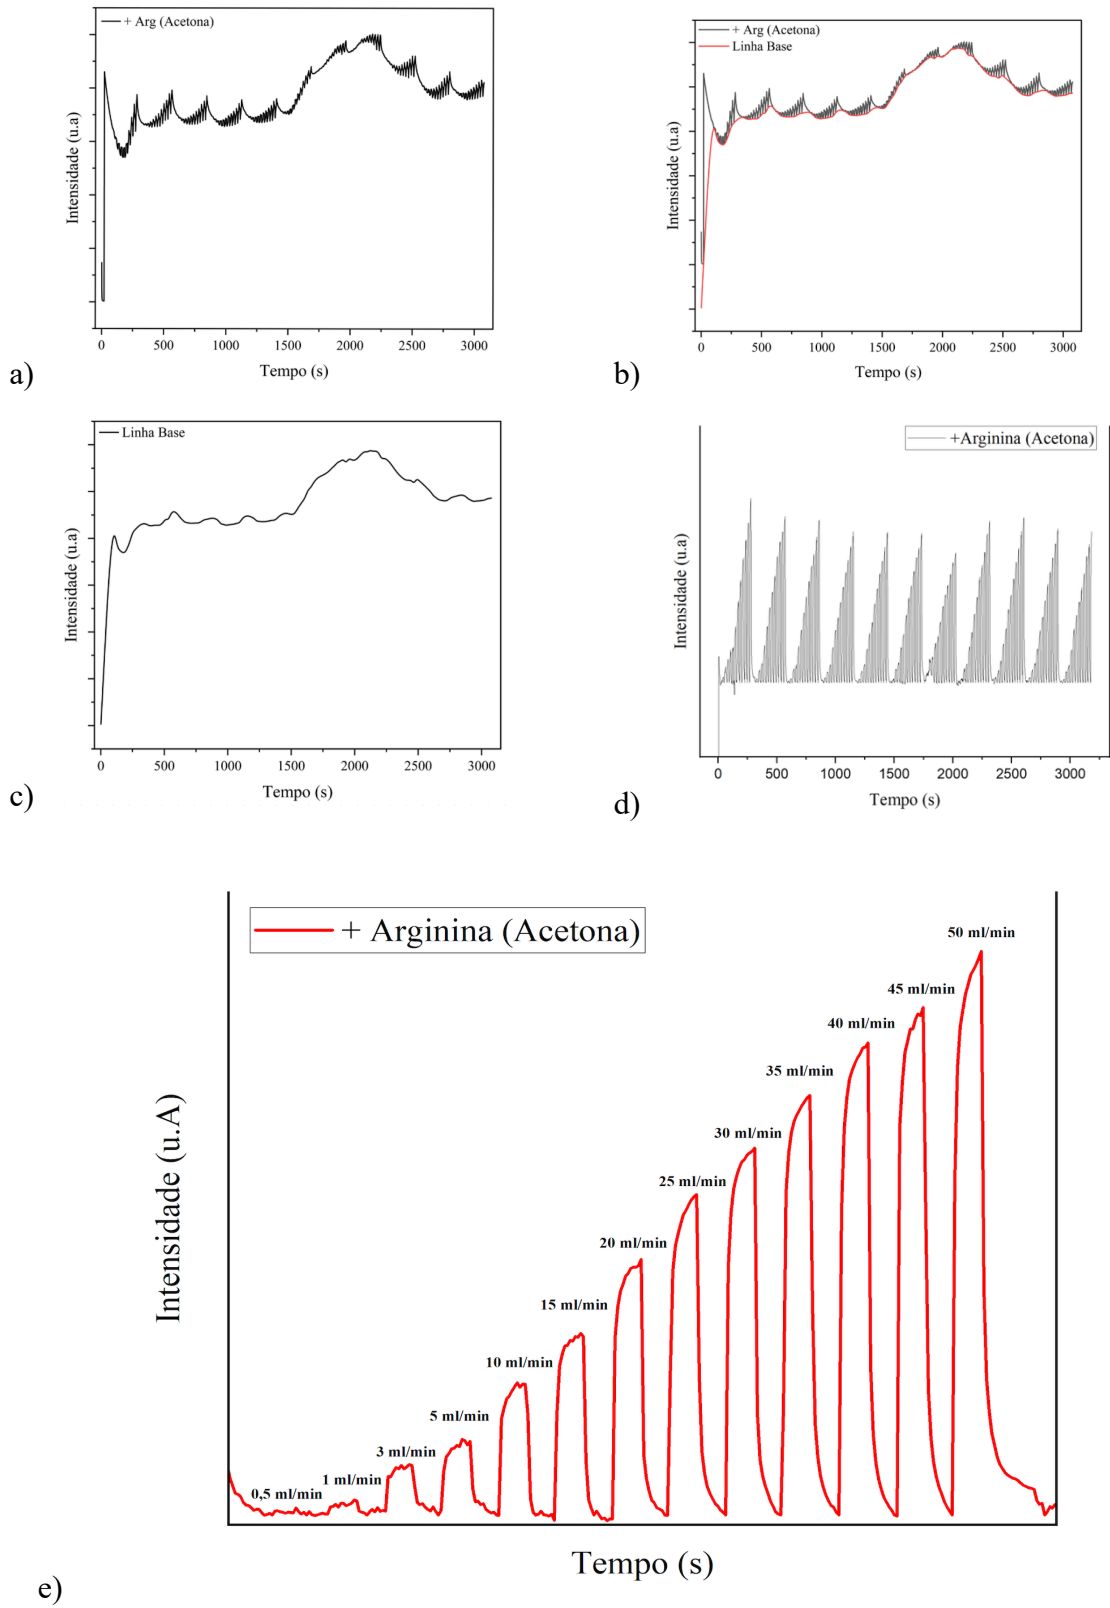 + Arg (Acetona)
Intensidade (u.a)
0 500 1000 1500 2000 2500 3000
Tempo (s)
a)
+ Arg (Acetona)
Linha Base
Intensidade (u.a)
0 500 1000 1500 2000 2500 3000
Tempo (s)
b)
Linha Base
Intensidade (u.a)
0 500 1000 1500 2000 2500 3000
Tempo (s)
c)
+Arginina (Acetona)
Intensidade (u.a)
0 500 1000 1500 2000 2500 3000
Tempo (s)
d)
+ Arginina (Acetona)
Intensidade (u.A)
0,5 ml/min
1 ml/min
3 ml/min
5 ml/min
10 ml/min
15 ml/min
20 ml/min
25 ml/min
30 ml/min
35 ml/min
40 ml/min
45 ml/min
50 ml/min
Tempo (s)
e)